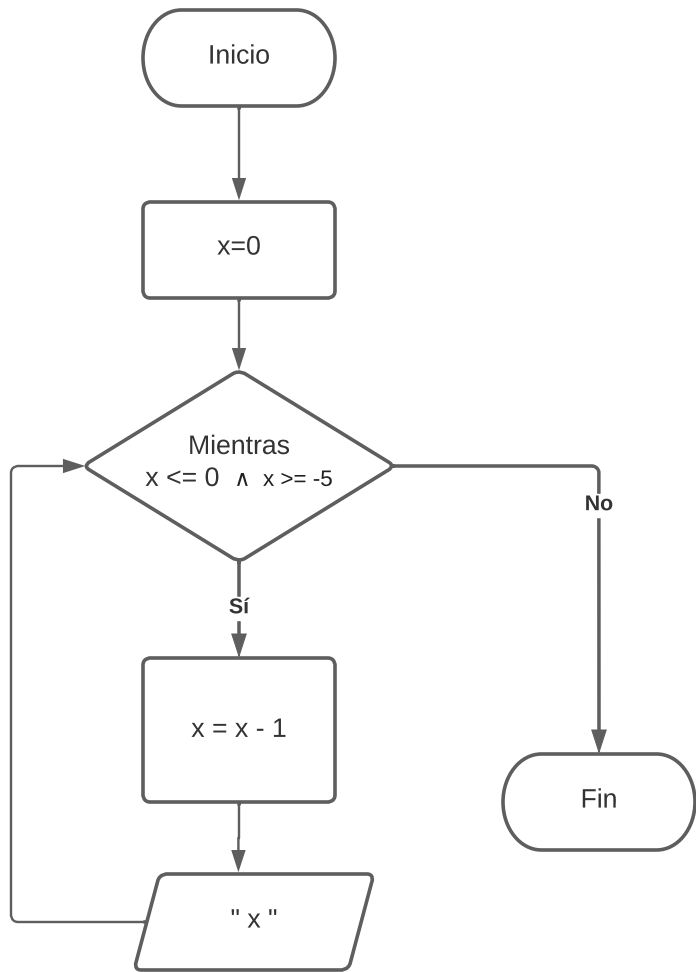 Inicio
x=0
Mientras
x <= 0 ∧ x >= -5
No
Sí
x = x - 1
Fin
" x "